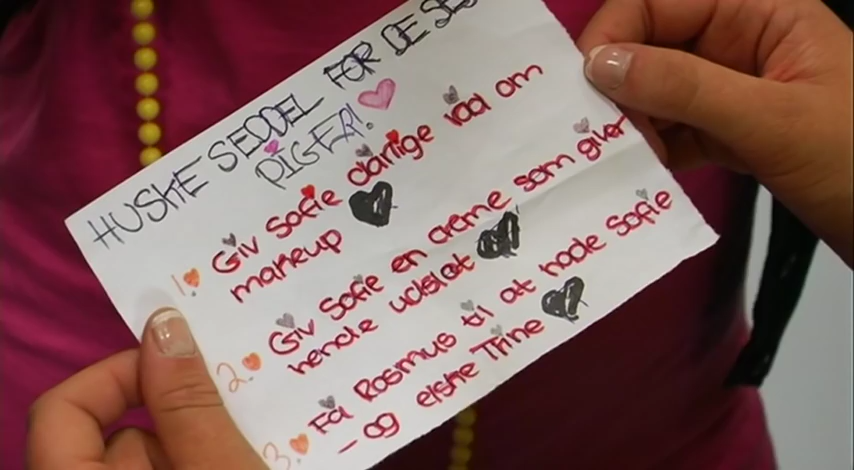 HUSKE SEDDEL FOR DE SE
PIGER!
1. Giv Sofie dårlige råd om
makeup
2. Giv Sofie en creme som giver
hende udslæt
3. Få Rasmus til at hade Sofie
- og elske Trine